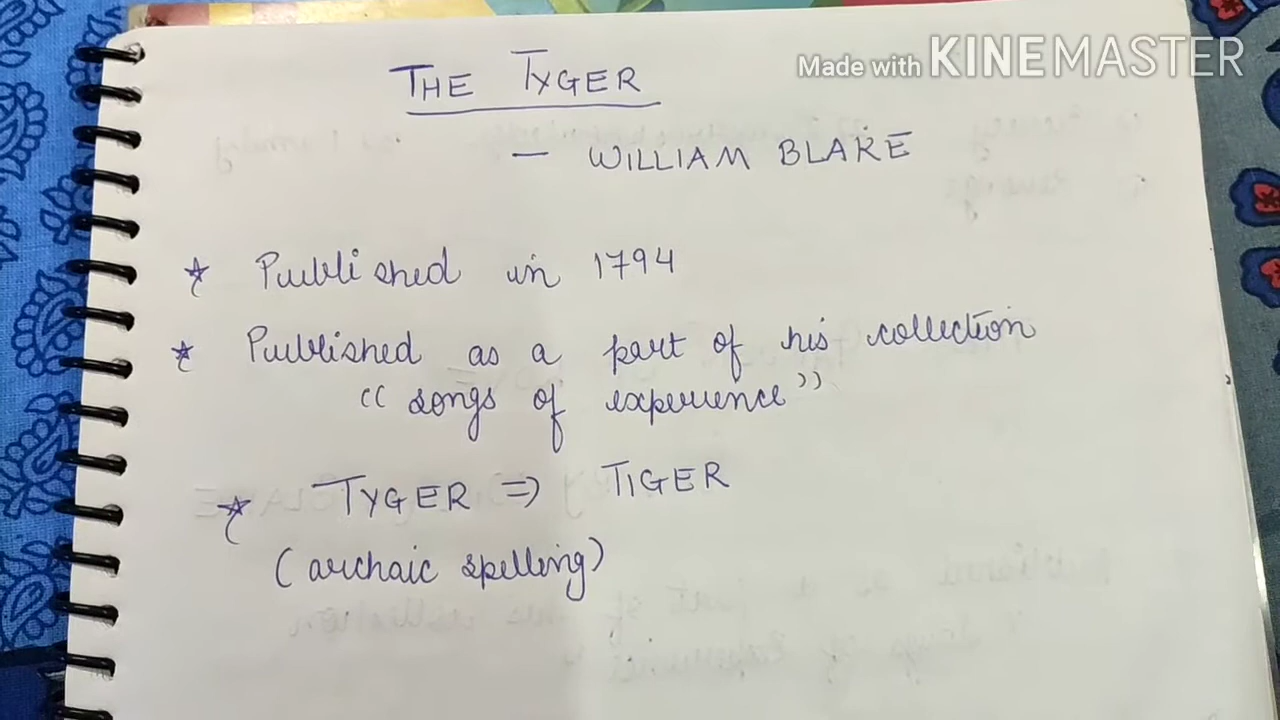 Made with KINEMASTER
THE TYGER
— WILLIAM BLAKE
☆ Published in 1794
☆ Published as a part of his collection
"songs of experience"
☆ TYGER ⇒ TIGER
(archaic spelling)